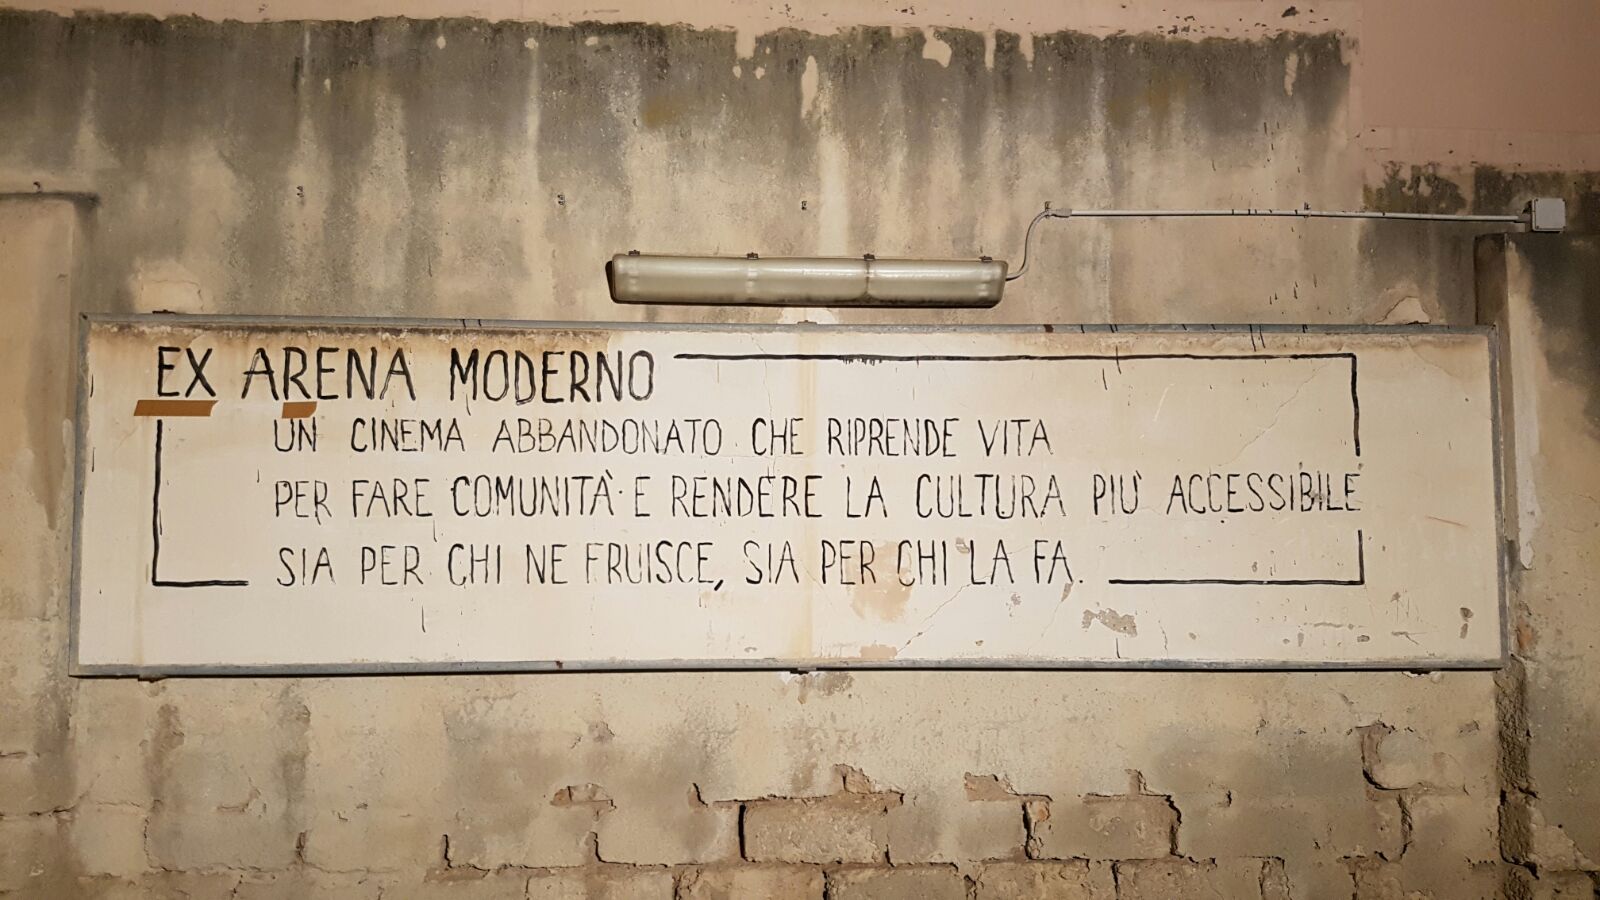 EX ARENA MODERNO
UN CINEMA ABBANDONATO CHE RIPRENDE VITA
PER FARE COMUNITÀ E RENDERE LA CULTURA PIÙ ACCESSIBILE
SIA PER CHI NE FRUISCE, SIA PER CHI LA FA.